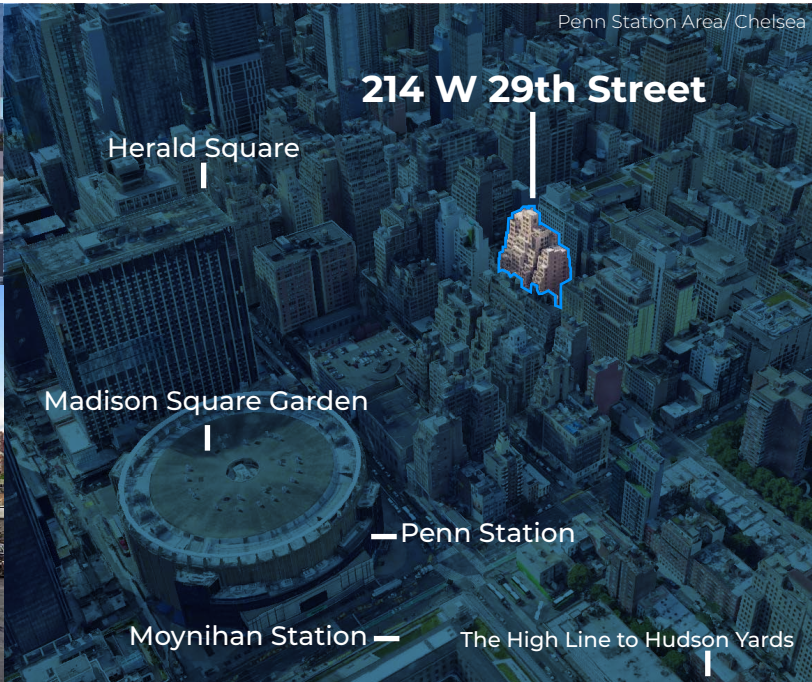 Penn Station Area/ Chelsea
214 W 29th Street
Herald Square
Madison Square Garden
Penn Station
Moynihan Station
The High Line to Hudson Yards